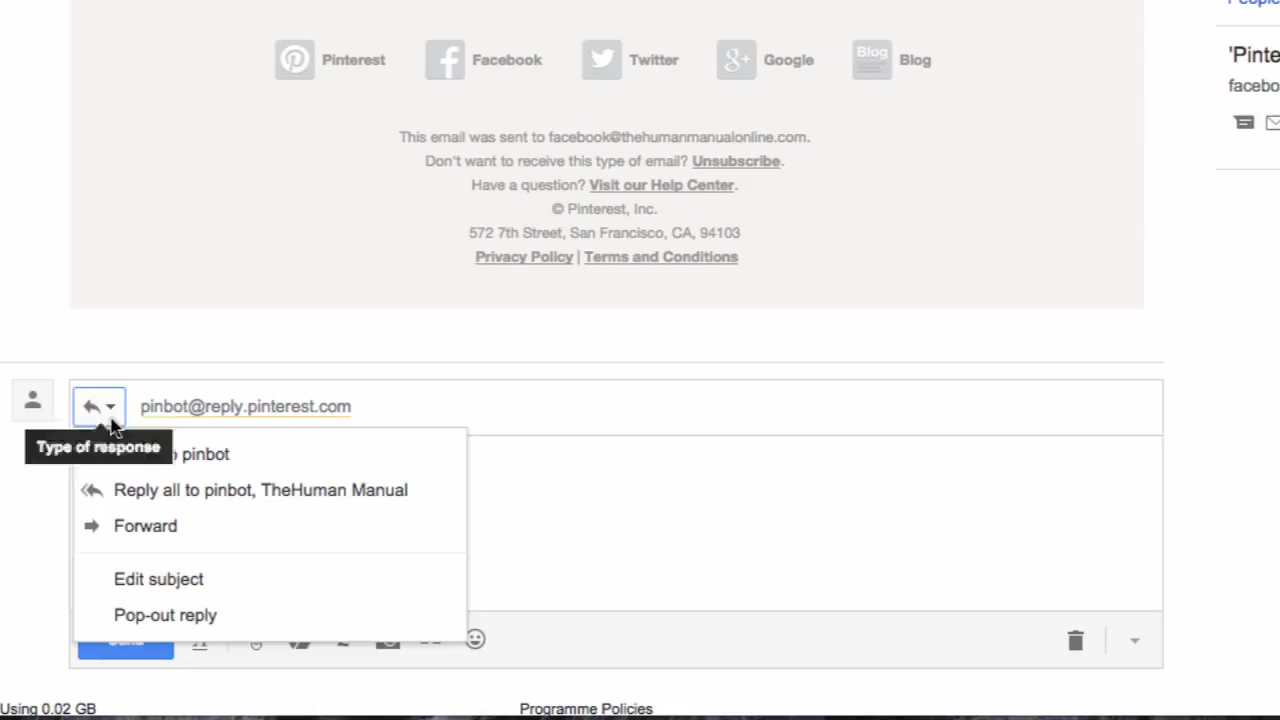 People
'Pinte
facebo
Pinterest
Facebook
Twitter
Google
Blog
Blog
This email was sent to facebook@thehumanmanualonline.com.
Don't want to receive this type of email? Unsubscribe.
Have a question? Visit our Help Center.
© Pinterest, Inc.
572 7th Street, San Francisco, CA, 94103
Privacy Policy | Terms and Conditions
pinbot@reply.pinterest.com
Type of response
pinbot
Reply all to pinbot, TheHuman Manual
Forward
Edit subject
Pop-out reply
Using 0.02 GB
Programme Policies